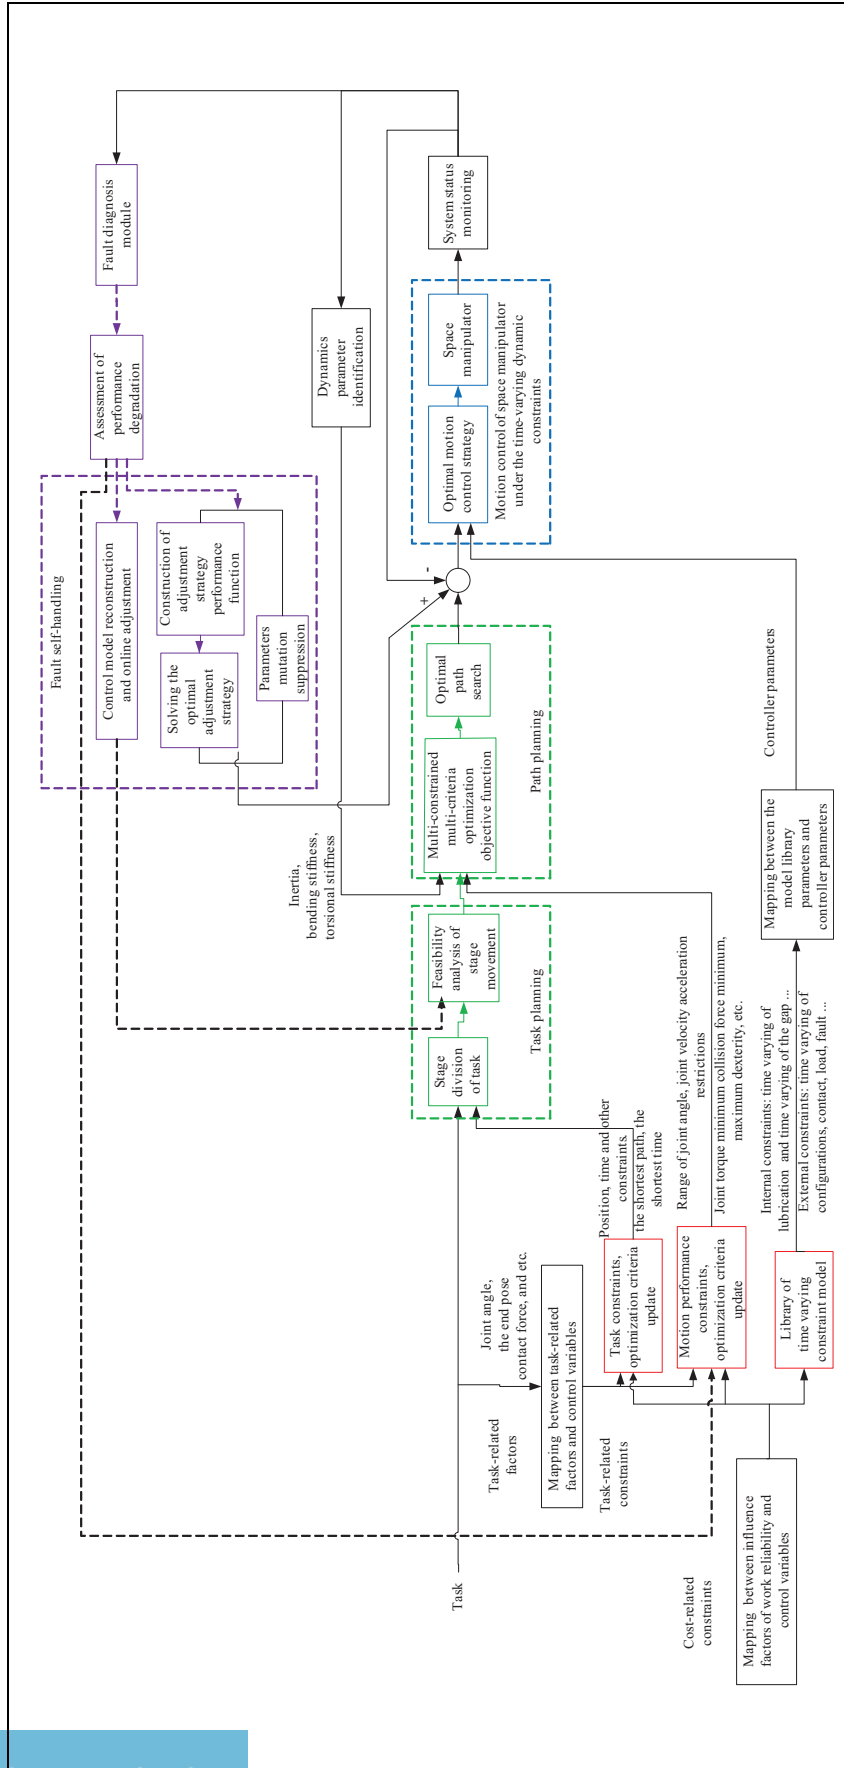 Fault self-handling
Control model reconstruction
and online adjustment
Solving the
optimal
adjustment
strategy
Construction of
adjustment
strategy
performance
function
Parameters
mutation
suppression
Assessment of
performance
degradation
Fault diagnosis
module
Inertia,
bending stiffness,
torsional stiffness
Dynamics
parameter
identification
Task
Stage
division
of task
Feasibility
analysis of
stage
movement
Task planning
Multi-constrained
multi-criteria
optimization
objective function
Optimal
path
search
Path planning
+
-
Optimal motion
control strategy
Space
manipulator
Motion control of space manipulator
under the time-varying dynamic
constraints
System status
monitoring
Task-related
factors
Joint angle,
the end pose
contact force, and etc.
Mapping between task-related
factors and control variables
Task-related
constraints
Position, time and other
constraints.
the shortest path, the
shortest time
Task constraints,
optimization criteria
update
Cost-related
constraints
Motion performance
constraints,
optimization criteria
update
Range of joint angle, joint velocity acceleration
restrictions
Joint torque minimum collision force minimum,
maximum dexterity, etc.
Mapping between influence
factors of work reliability and
control variables
Library of
time varying
constraint model
Internal constraints: time varying of
lubrication and time varying of the gap ...
External constraints: time varying of
configurations, contact, load, fault ...
Mapping between the
model library
parameters and
controller parameters
Controller parameters